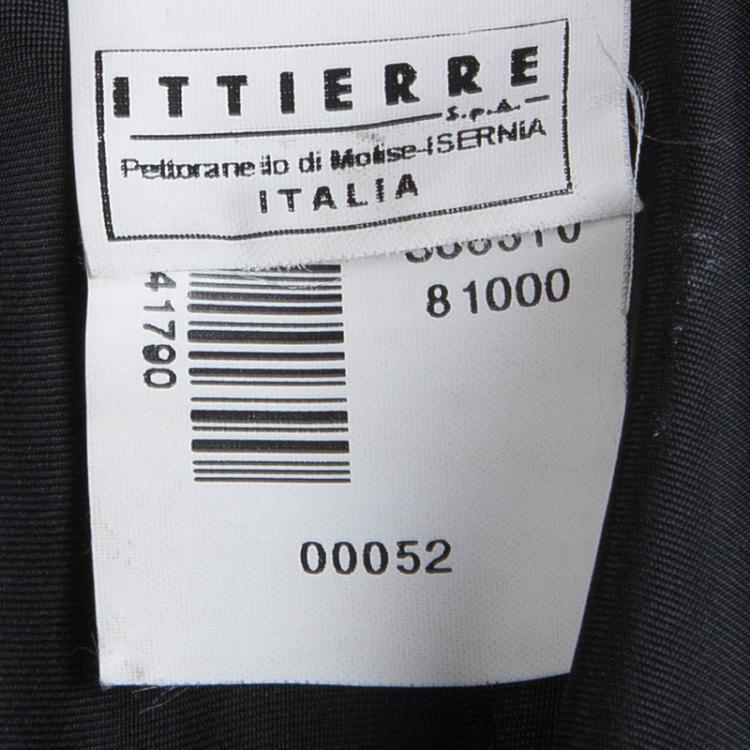 ITTIERRE
S.p.A.
Pettoranello di Molise-ISERNIA
ITALIA
81000
41790
00052